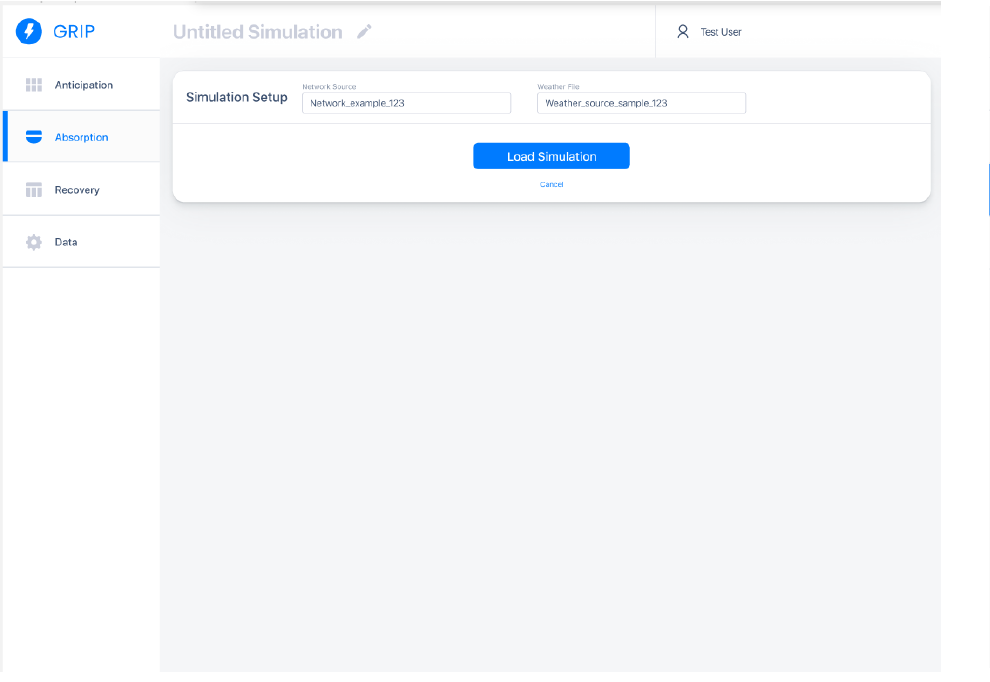 GRIP
Untitled Simulation
Test User
Anticipation
Absorption
Recovery
Data
Simulation Setup
Network Source
Network_example_123
Weather File
Weather_source_sample_123
Load Simulation
Cancel